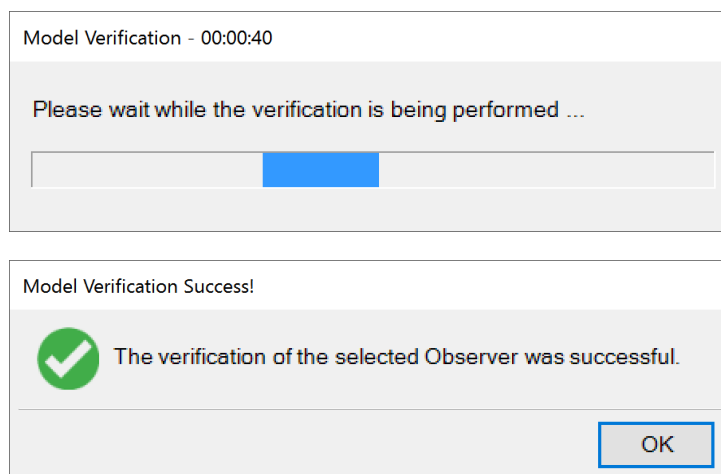 Model Verification - 00:00:40
Please wait while the verification is being performed ...
Model Verification Success!
The verification of the selected Observer was successful.
OK